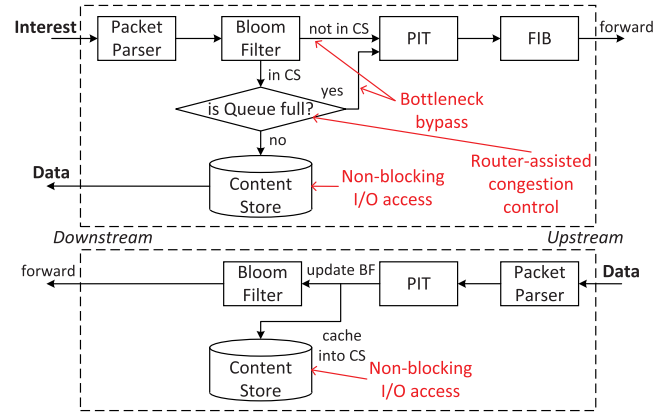 Interest
Packet
Parser
Bloom
Filter
not in CS
PIT
FIB
forward
in CS
yes
is Queue full?
Bottleneck
bypass
no
Router-assisted
congestion
control
Data
Content
Store
Non-blocking
I/O access
Downstream
Upstream
forward
Bloom
Filter
update BF
PIT
Packet
Parser
Data
cache
into CS
Content
Store
Non-blocking
I/O access